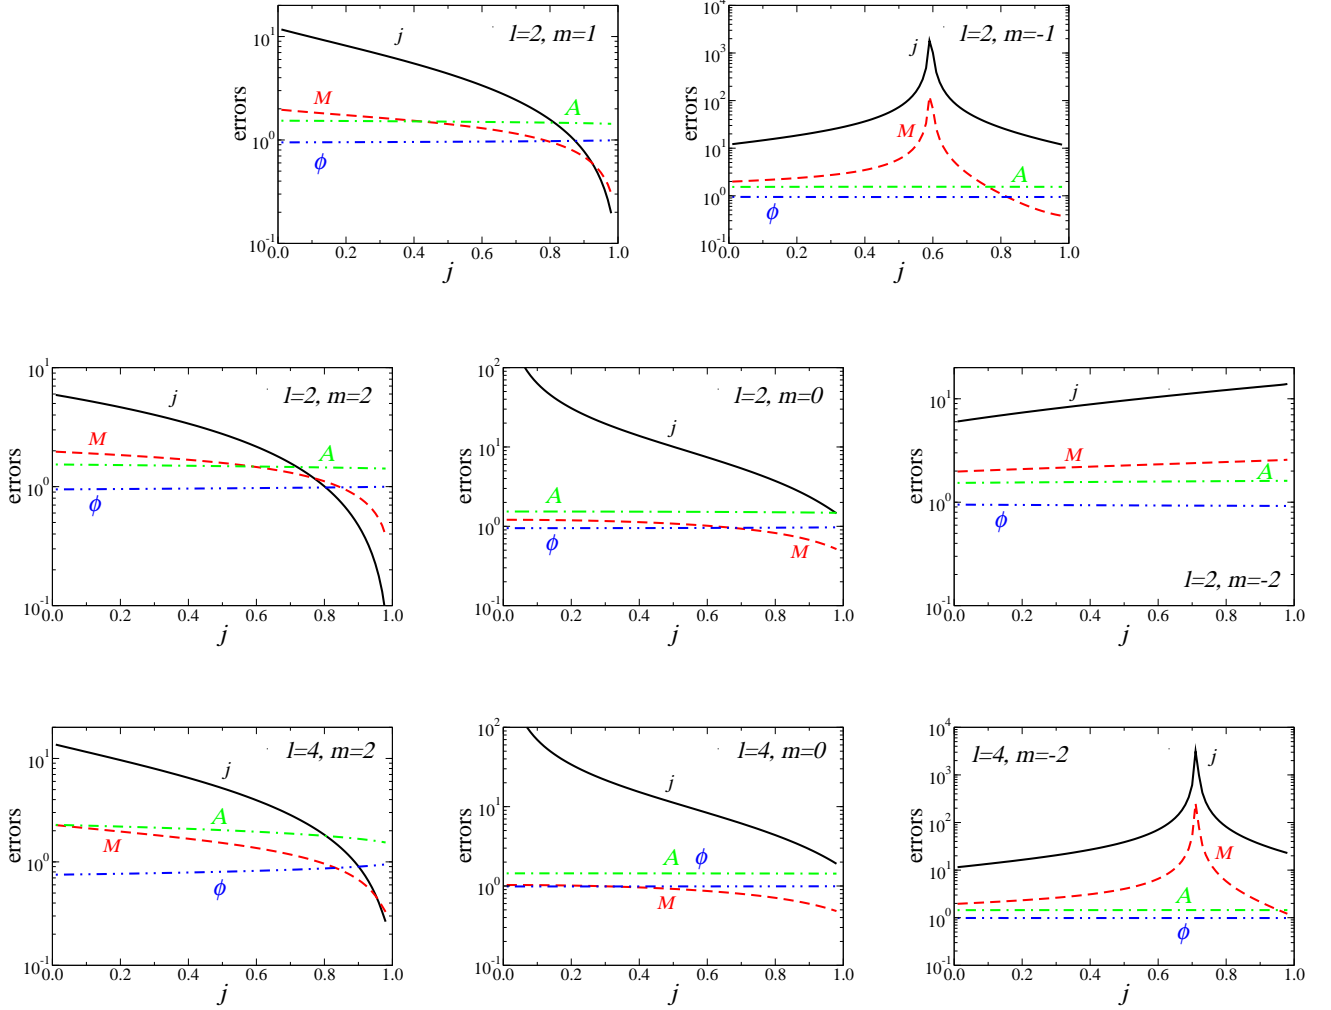 l=2, m=1
errors
j
M
A
ϕ
10^1
10^0
10^-1
0.0 0.2 0.4 0.6 0.8 1.0
j
l=2, m=-1
errors
j
M
A
ϕ
10^4
10^3
10^2
10^1
10^0
10^-1
0.0 0.2 0.4 0.6 0.8 1.0
j
l=2, m=2
errors
j
M
A
ϕ
10^1
10^0
10^-1
0.0 0.2 0.4 0.6 0.8 1.0
j
l=2, m=0
errors
j
A
ϕ
M
10^2
10^1
10^0
10^-1
0.0 0.2 0.4 0.6 0.8 1.0
j
l=2, m=-2
errors
j
M
A
ϕ
10^1
10^0
10^-1
0.0 0.2 0.4 0.6 0.8 1.0
j
l=4, m=2
errors
j
A
M
ϕ
10^1
10^0
10^-1
0.0 0.2 0.4 0.6 0.8 1.0
j
l=4, m=0
errors
j
A
ϕ
M
10^2
10^1
10^0
10^-1
0.0 0.2 0.4 0.6 0.8 1.0
j
l=4, m=-2
errors
j
M
A
ϕ
10^4
10^3
10^2
10^1
10^0
10^-1
0.0 0.2 0.4 0.6 0.8 1.0
j